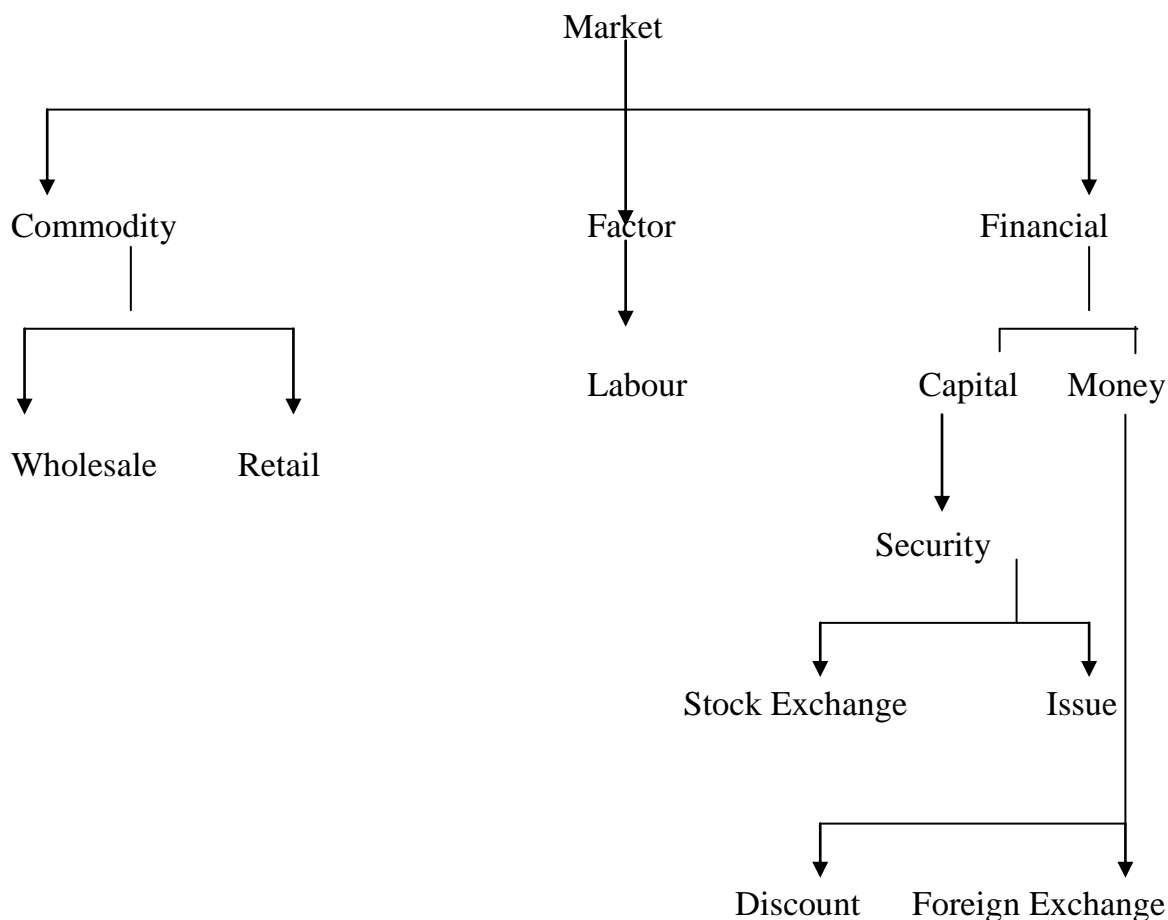 Market
Commodity Factor Financial
Labour Capital Money
Wholesale Retail
Security
Stock Exchange Issue
Discount Foreign Exchange